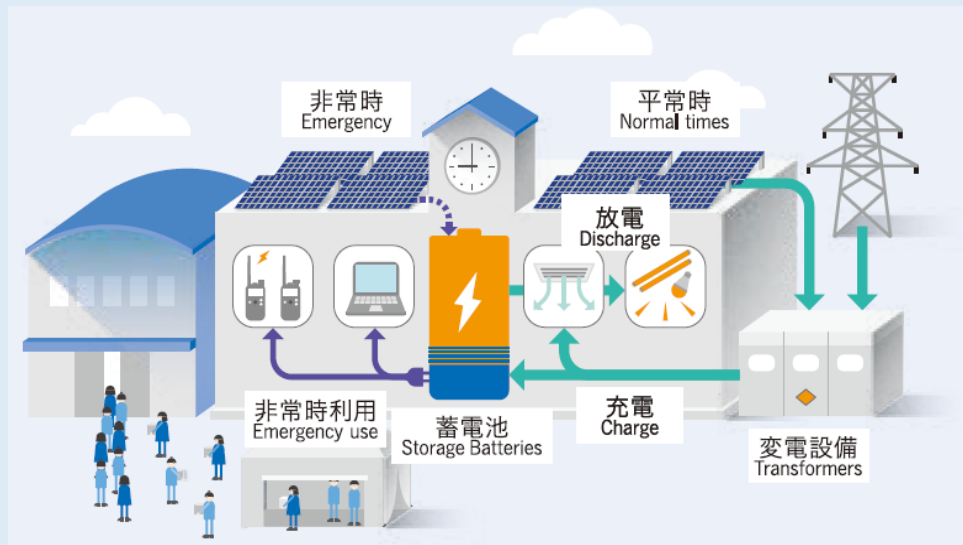 非常時
Emergency
平常時
Normal times
放電
Discharge
非常時利用
Emergency use
蓄電池
Storage Batteries
充電
Charge
変電設備
Transformers